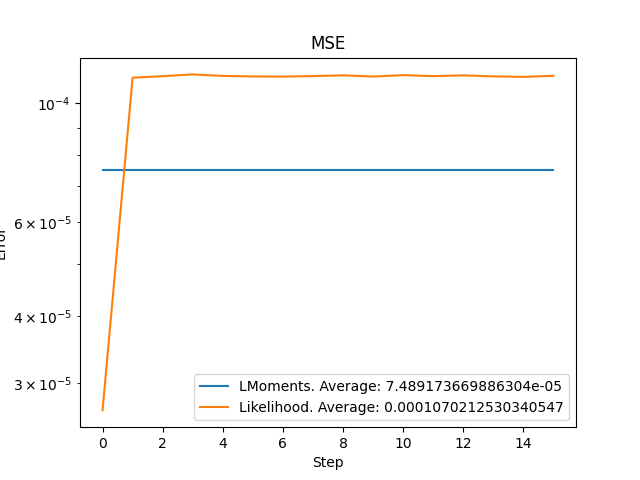 MSE
10⁻⁴
6 × 10⁻⁵
4 × 10⁻⁵
3 × 10⁻⁵
Error
LMoments. Average: 7.489173669886304e-05
Likelihood. Average: 0.0001070212530340547
0 2 4 6 8 10 12 14
Step